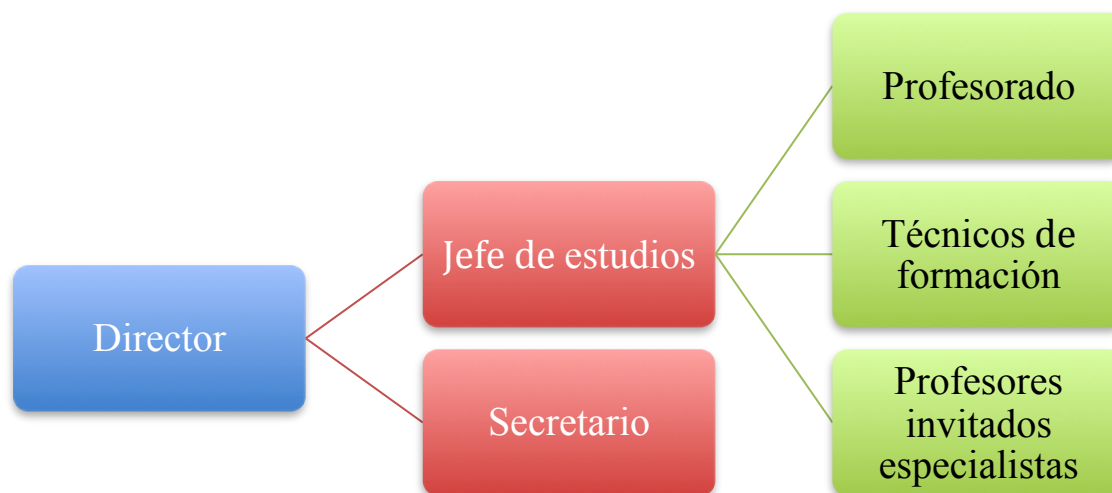 Director
Jefe de estudios
Secretario
Profesorado
Técnicos de
formación
Profesores
invitados
especialistas